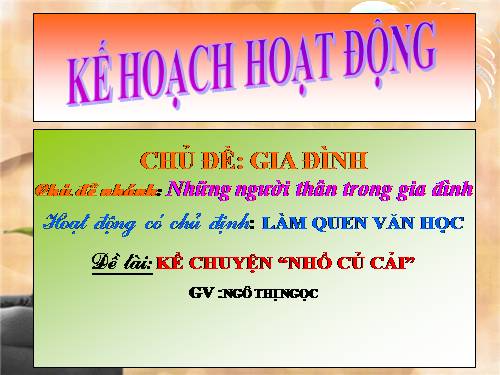 KẾ HOẠCH HOẠT ĐỘNG
CHỦ ĐỀ: GIA ĐÌNH
Chủ đề nhánh: Những người thân trong gia đình
Hoạt động có chủ định: LÀM QUEN VĂN HỌC
Đề tài: KỂ CHUYỆN “NHỔ CỦ CẢI”
GV :NGÔ THỊ NGỌC